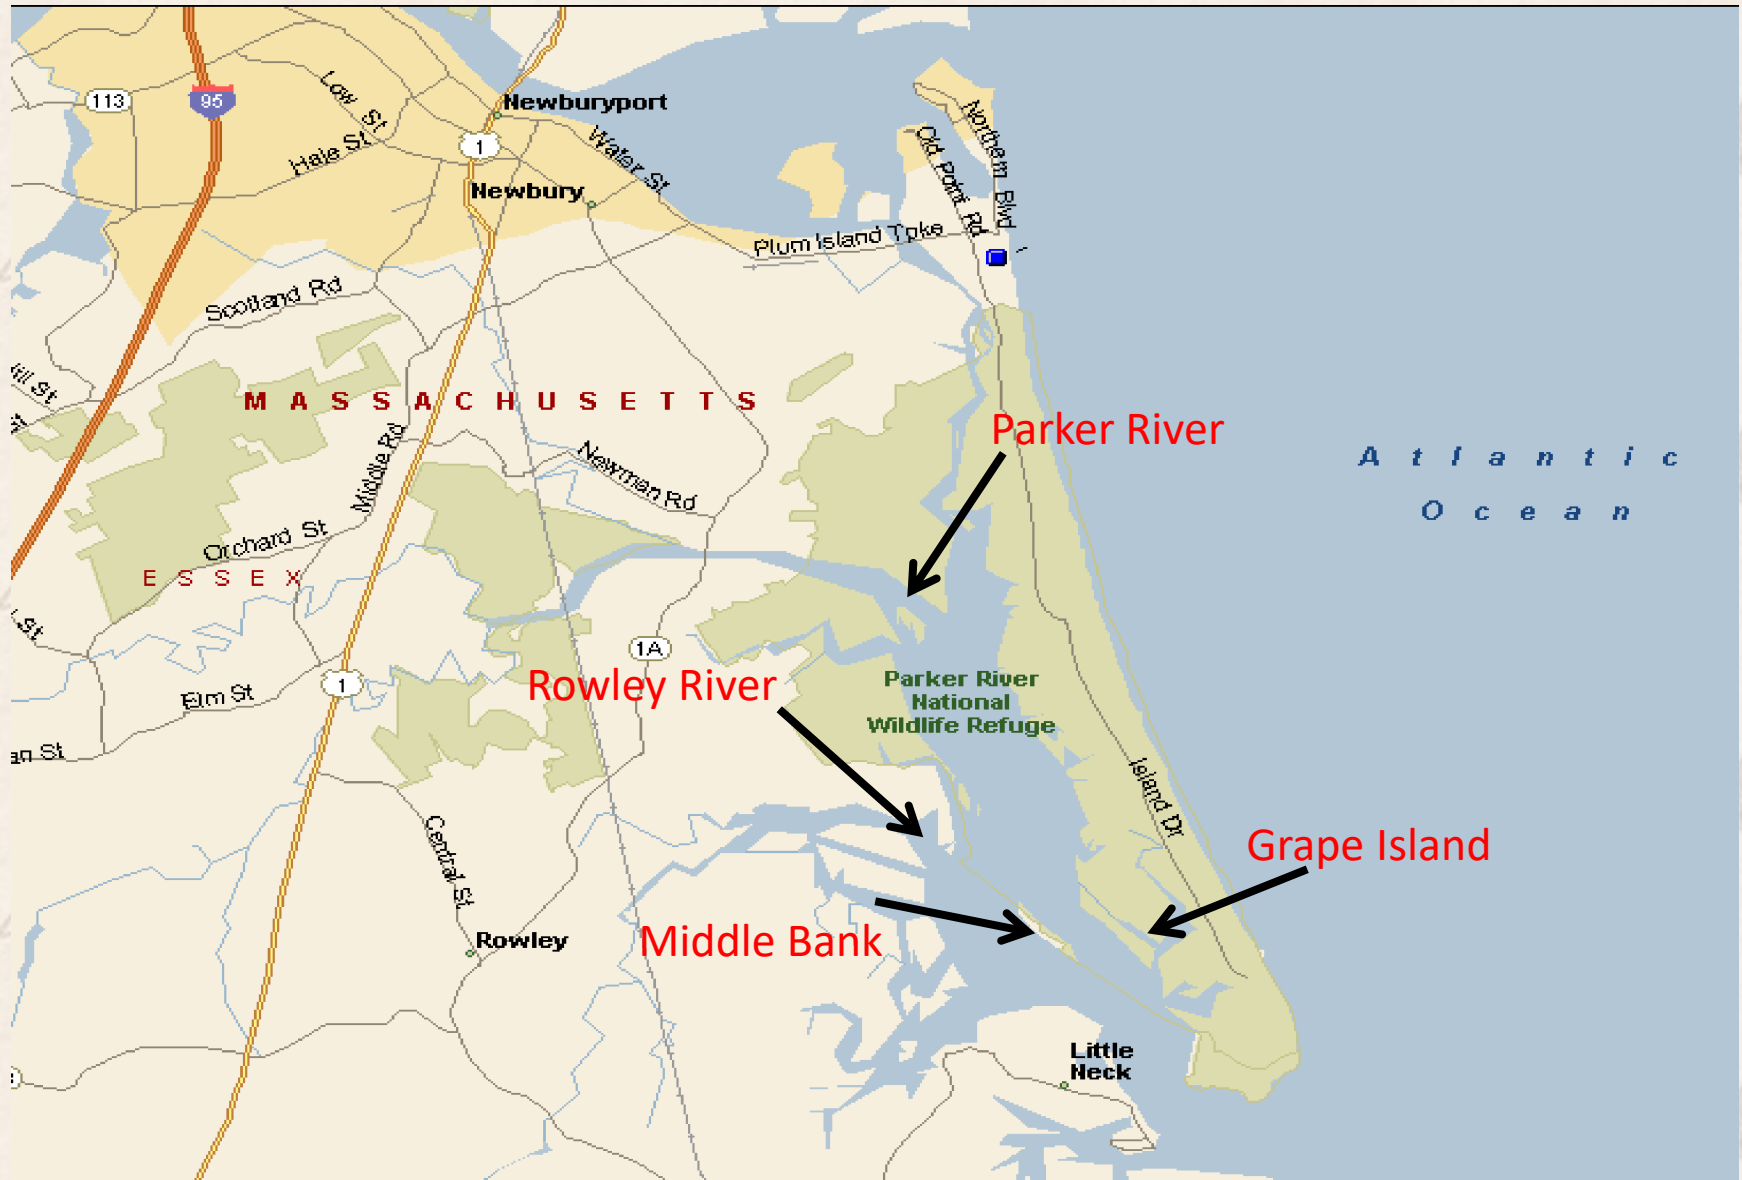 113
95
Low St
Hale St
Newburyport
1
Water St
Newbury
Northern Blvd
Old Point Rd
Plum Island Tpke
Scotland Rd
MASSACHUSETTS
Parker River
Atlantic
Ocean
Middle Rd
Newman Rd
Orchard St
ESSEX
St
1A
Rowley River
Parker River
National
Wildlife Refuge
1
Elm St
St
Island Dr
Central St
Grape Island
Middle Bank
Rowley
Little
Neck